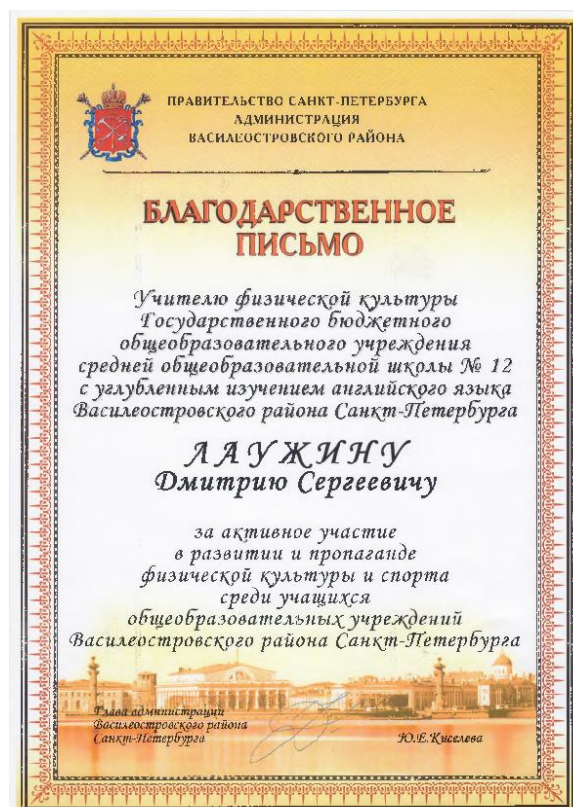 ПРАВИТЕЛЬСТВО САНКТ-ПЕТЕРБУРГА
АДМИНИСТРАЦИЯ
ВАСИЛЕОСТРОВСКОГО РАЙОНА
БЛАГОДАРСТВЕННОЕ
ПИСЬМО
Учителю физической культуры
Государственного бюджетного
общеобразовательного учреждения
средней общеобразовательной школы № 12
с углубленным изучением английского языка
Василеостровского района Санкт-Петербурга
ЛАУЖИНУ
Дмитрию Сергеевичу
за активное участие
в развитии и пропаганде
физической культуры и спорта
среди учащихся
общеобразовательных учреждений
Василеостровского района Санкт-Петербурга
Глава администрации
Василеостровского района
Санкт-Петербурга
Ю.Е.Киселева